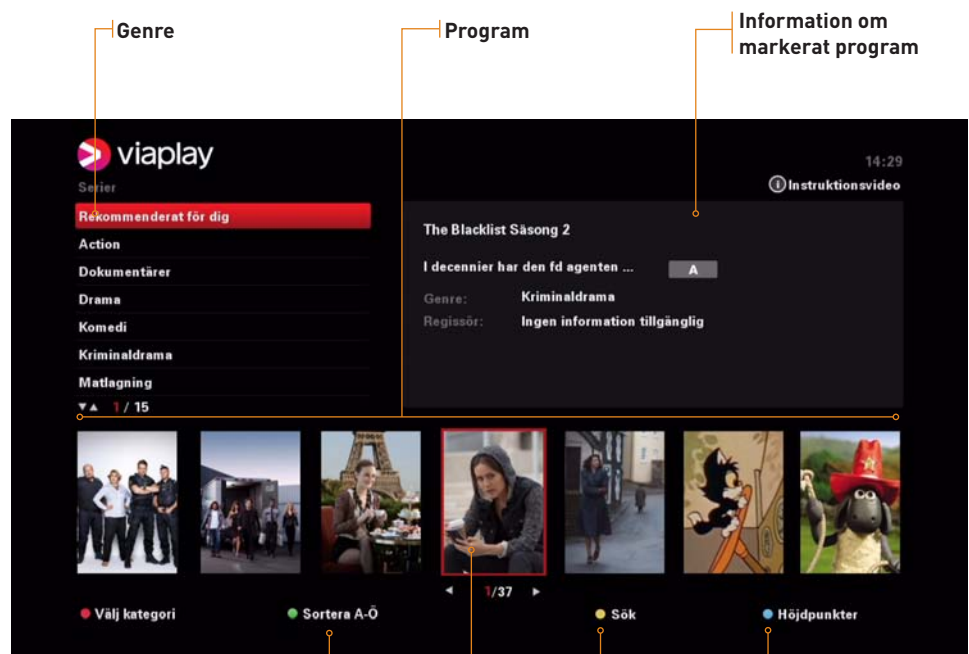 Genre
Program
Information om
markerat program
viaplay
14:29
Serier
Instruktionsvideo
Rekommenderat för dig
Action
Dokumentärer
Drama
Komedi
Kriminaldrama
Matlagning
1 / 15
The Blacklist Säsong 2
I decennier har den fd agenten ... A
Genre: Kriminaldrama
Regissör: Ingen information tillgänglig
1/37
Välj kategori
Sortera A-Ö
Sök
Höjdpunkter